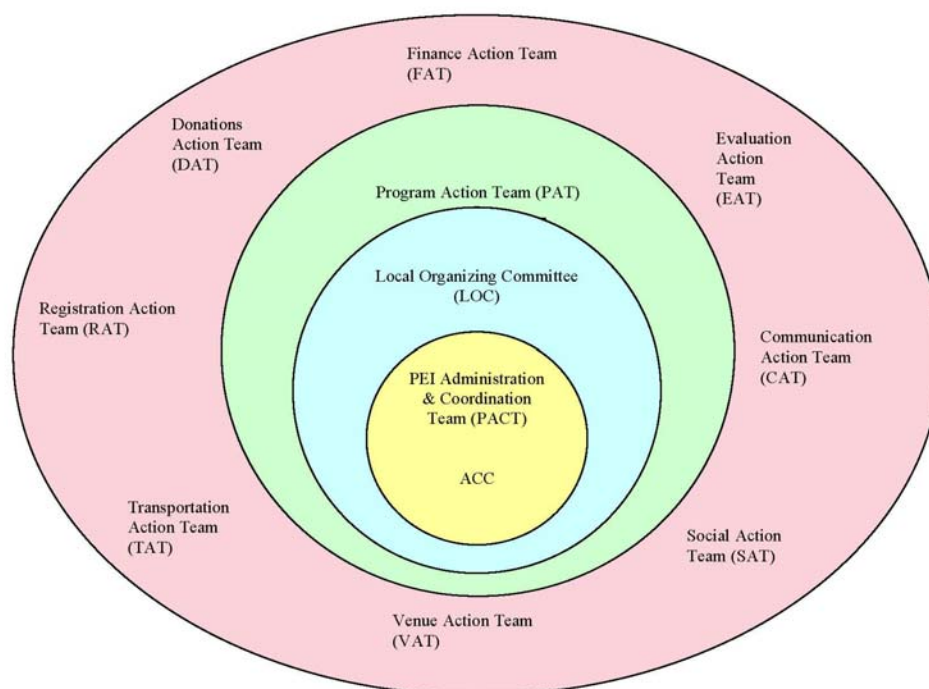 Finance Action Team
(FAT)
Donations
Action Team
(DAT)
Evaluation
Action
Team
(EAT)
Program Action Team (PAT)
Local Organizing Committee
(LOC)
Registration Action
Team (RAT)
Communication
Action Team
(CAT)
PEI Administration
& Coordination
Team (PACT)
ACC
Transportation
Action Team
(TAT)
Social Action
Team (SAT)
Venue Action Team
(VAT)